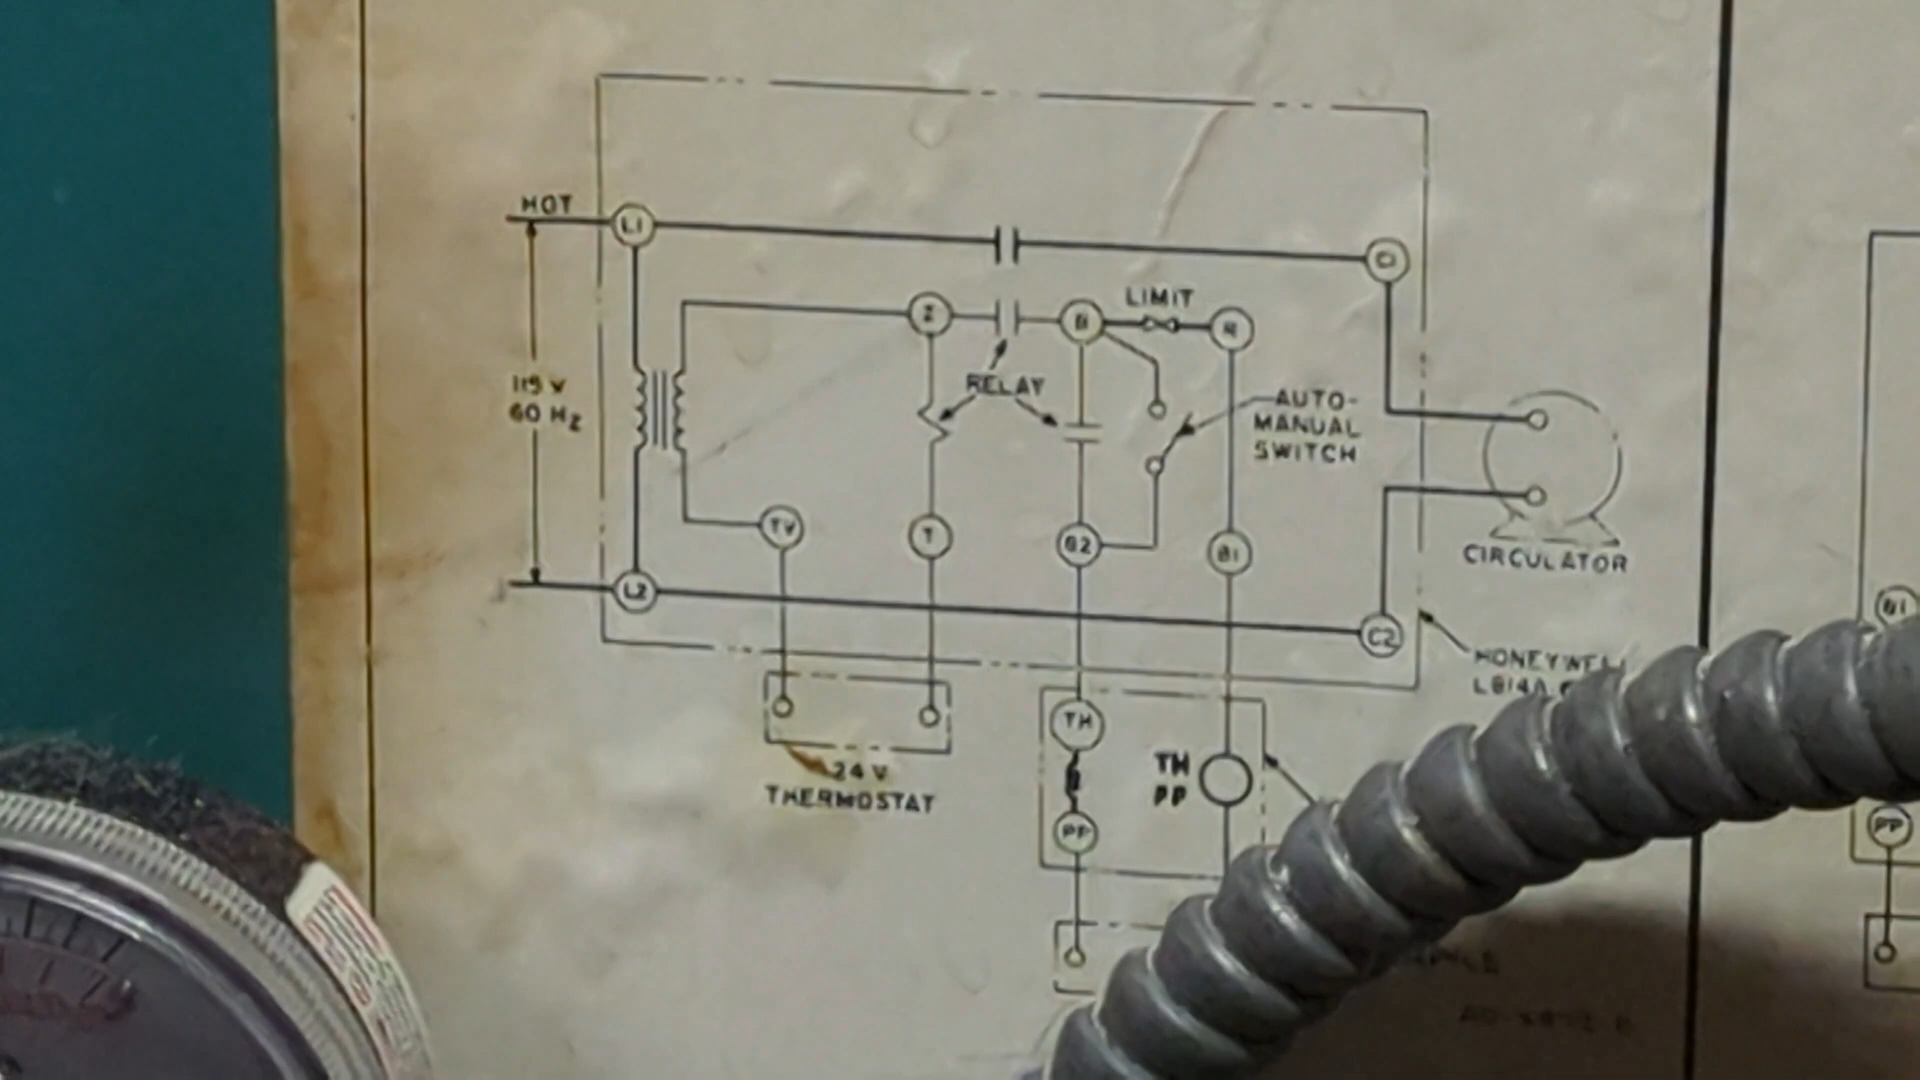 HOT
L1
C1
LIMIT
Z
B
R
RELAY
115 V
60 Hz
AUTO-
MANUAL
SWITCH
TV
T
B2
B1
CIRCULATOR
L2
C2
HONEYWELL
TH
TH
PP
24 V
THERMOSTAT
PP
B1
PP